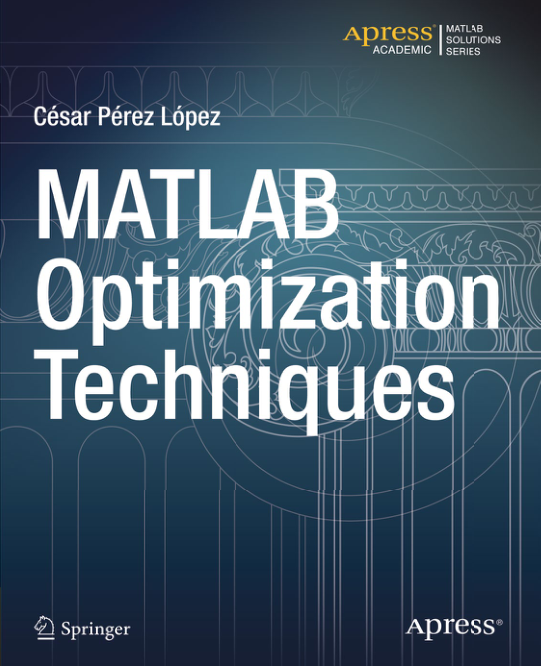 Apress®
ACADEMIC
MATLAB
SOLUTIONS
SERIES
César Pérez López
MATLAB
Optimization
Techniques
Springer
Apress®